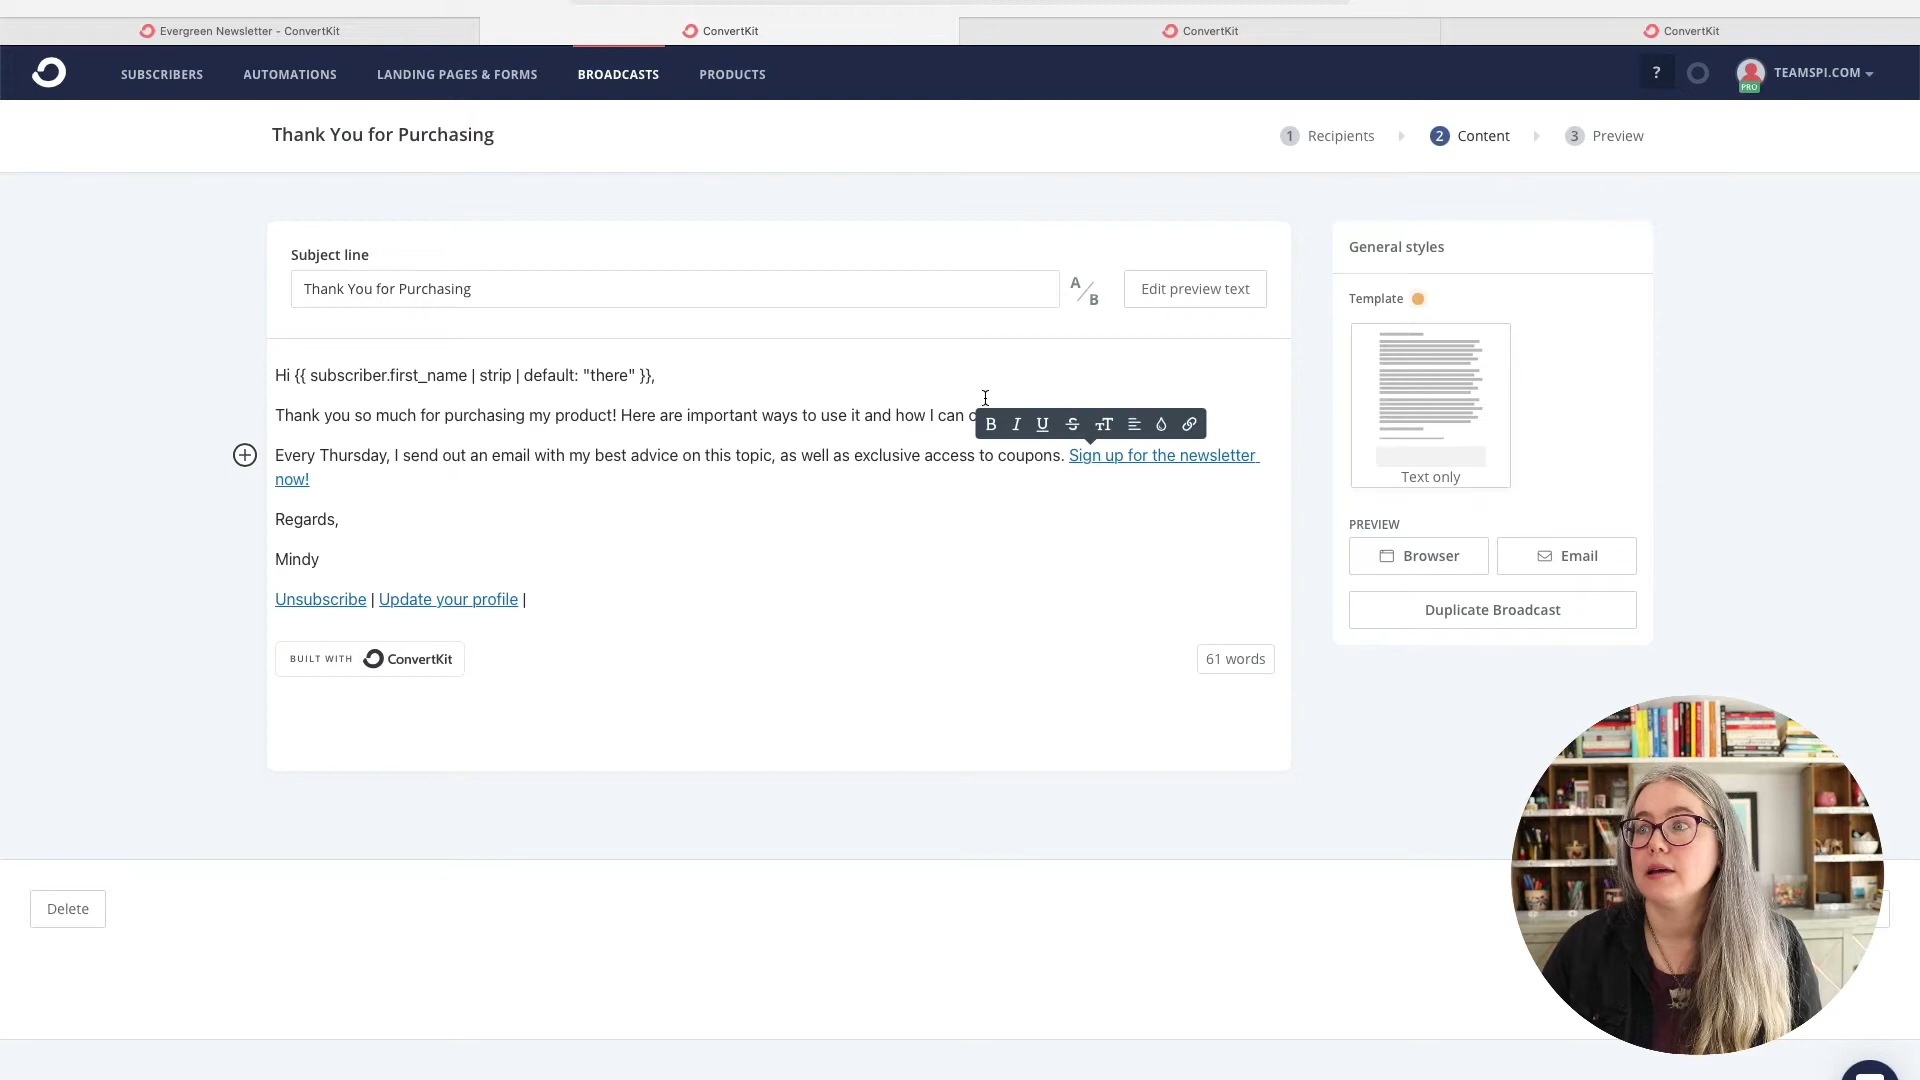 Evergreen Newsletter - ConvertKit
ConvertKit
ConvertKit
ConvertKit
SUBSCRIBERS
AUTOMATIONS
LANDING PAGES & FORMS
BROADCASTS
PRODUCTS
?
PRO
TEAMSPI.COM
Thank You for Purchasing
1 Recipients
2 Content
3 Preview
Subject line
Thank You for Purchasing
A/B
Edit preview text
Hi {{ subscriber.first_name | strip | default: "there" }},
Thank you so much for purchasing my product! Here are important ways to use it and how I can
B I U S TT
Every Thursday, I send out an email with my best advice on this topic, as well as exclusive access to coupons. Sign up for the newsletter
now!
Regards,
Mindy
Unsubscribe | Update your profile |
BUILT WITH ConvertKit
61 words
General styles
Template
Text only
PREVIEW
Browser
Email
Duplicate Broadcast
Delete